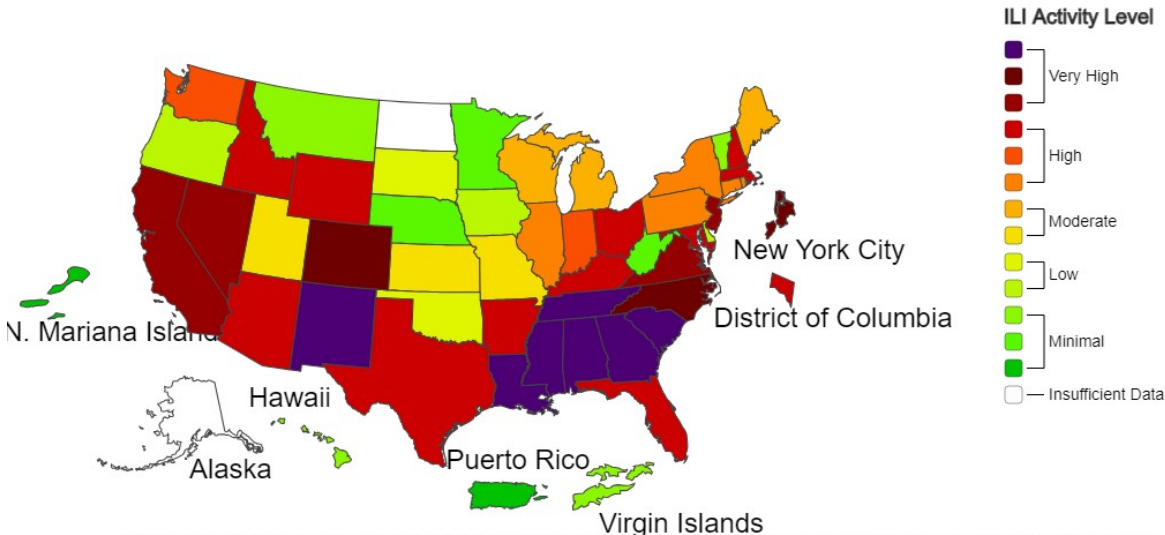 ILI Activity Level
Very High
High
Moderate
Low
Minimal
Insufficient Data
New York City
District of Columbia
N. Mariana Island
Hawaii
Alaska
Puerto Rico
Virgin Islands